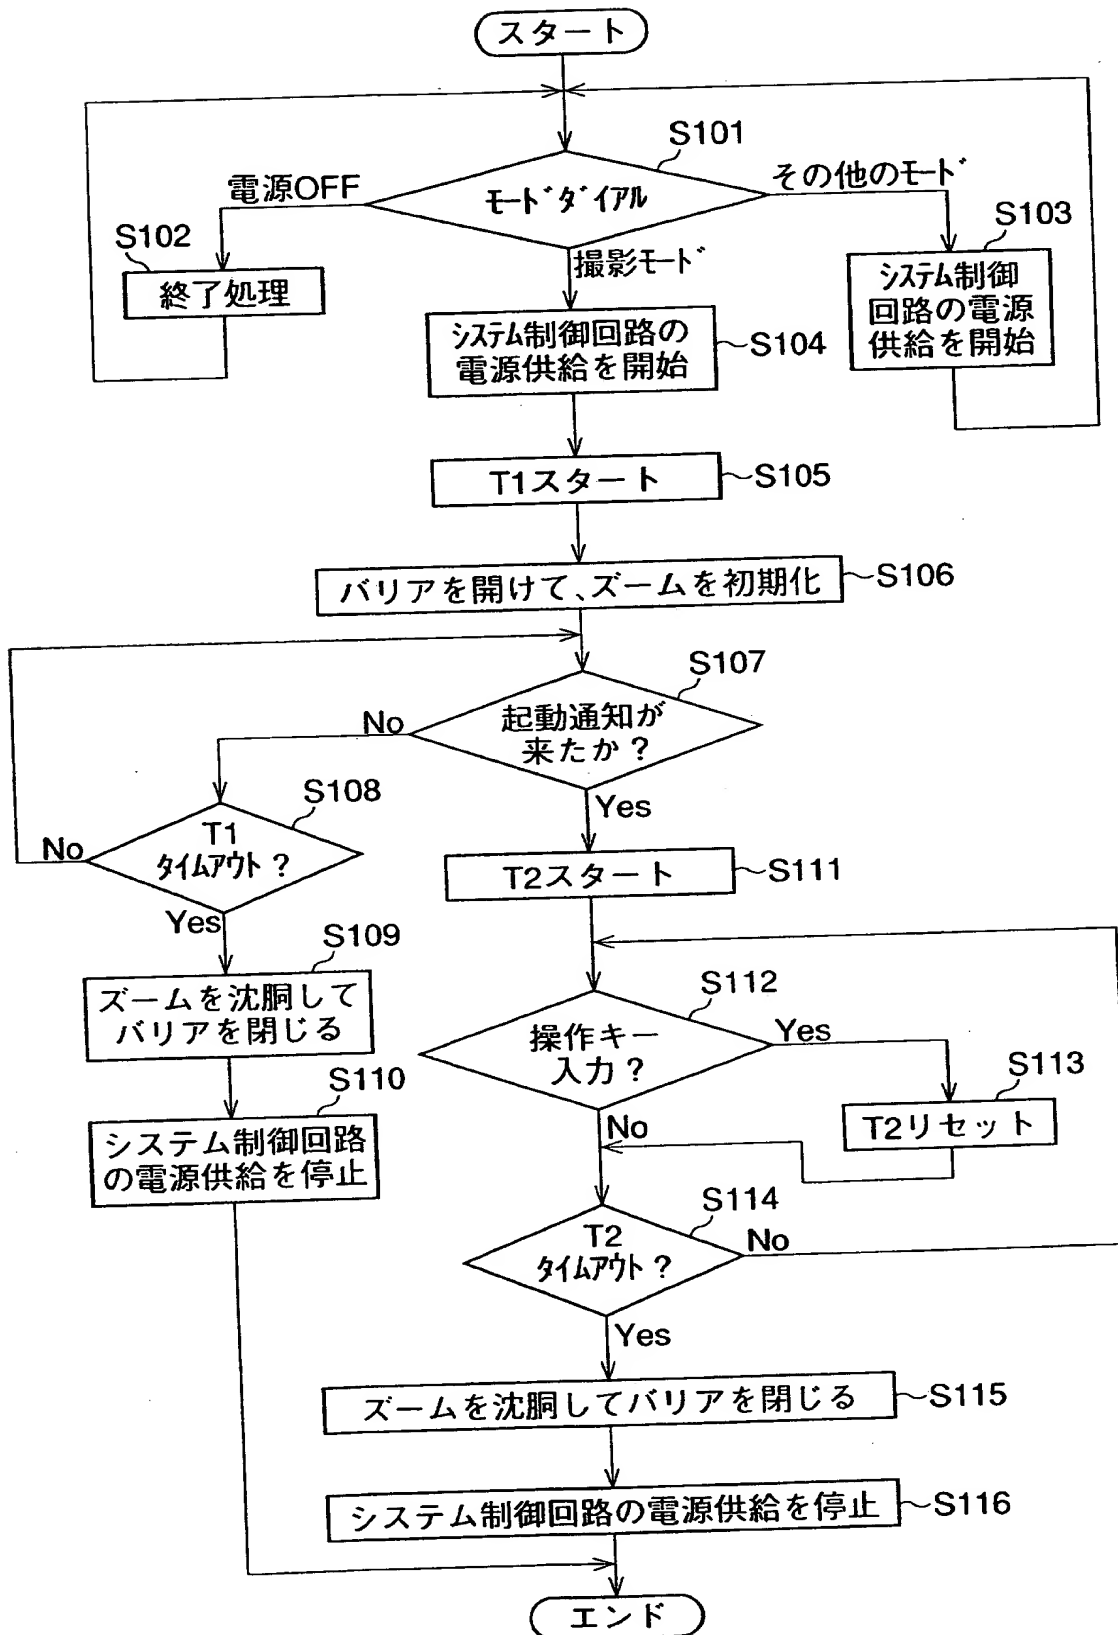 スタート
S101
電源OFF
モードダイアル
その他のモード
S102
終了処理
撮影モード
S103
システム制御
回路の電源
供給を開始
システム制御回路の
電源供給を開始
S104
T1スタート
S105
バリアを開けて、ズームを初期化
S106
S107
起動通知が
来たか?
No
Yes
S108
T1
タイムアウト?
No
Yes
T2スタート
S111
S109
ズームを沈胴して
バリアを閉じる
S112
操作キー
入力?
Yes
No
S113
T2リセット
S110
システム制御回路
の電源供給を停止
S114
T2
タイムアウト?
No
Yes
ズームを沈胴してバリアを閉じる
S115
システム制御回路の電源供給を停止
S116
エンド